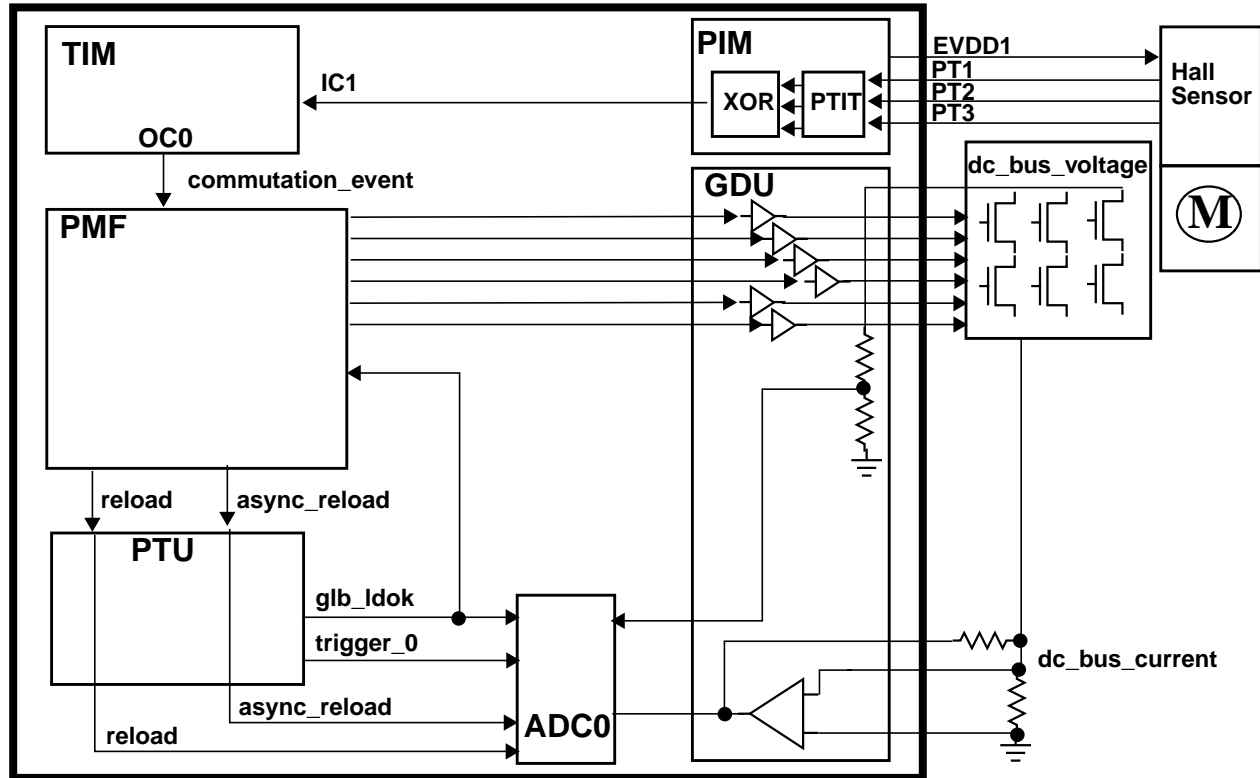 TIM
IC1
OC0
commutation_event
PIM
XOR
PTIT
EVDD1
PT1
PT2
PT3
Hall
Sensor
M
PMF
GDU
dc_bus_voltage
reload
async_reload
PTU
glb_ldok
trigger_0
async_reload
reload
ADC0
dc_bus_current